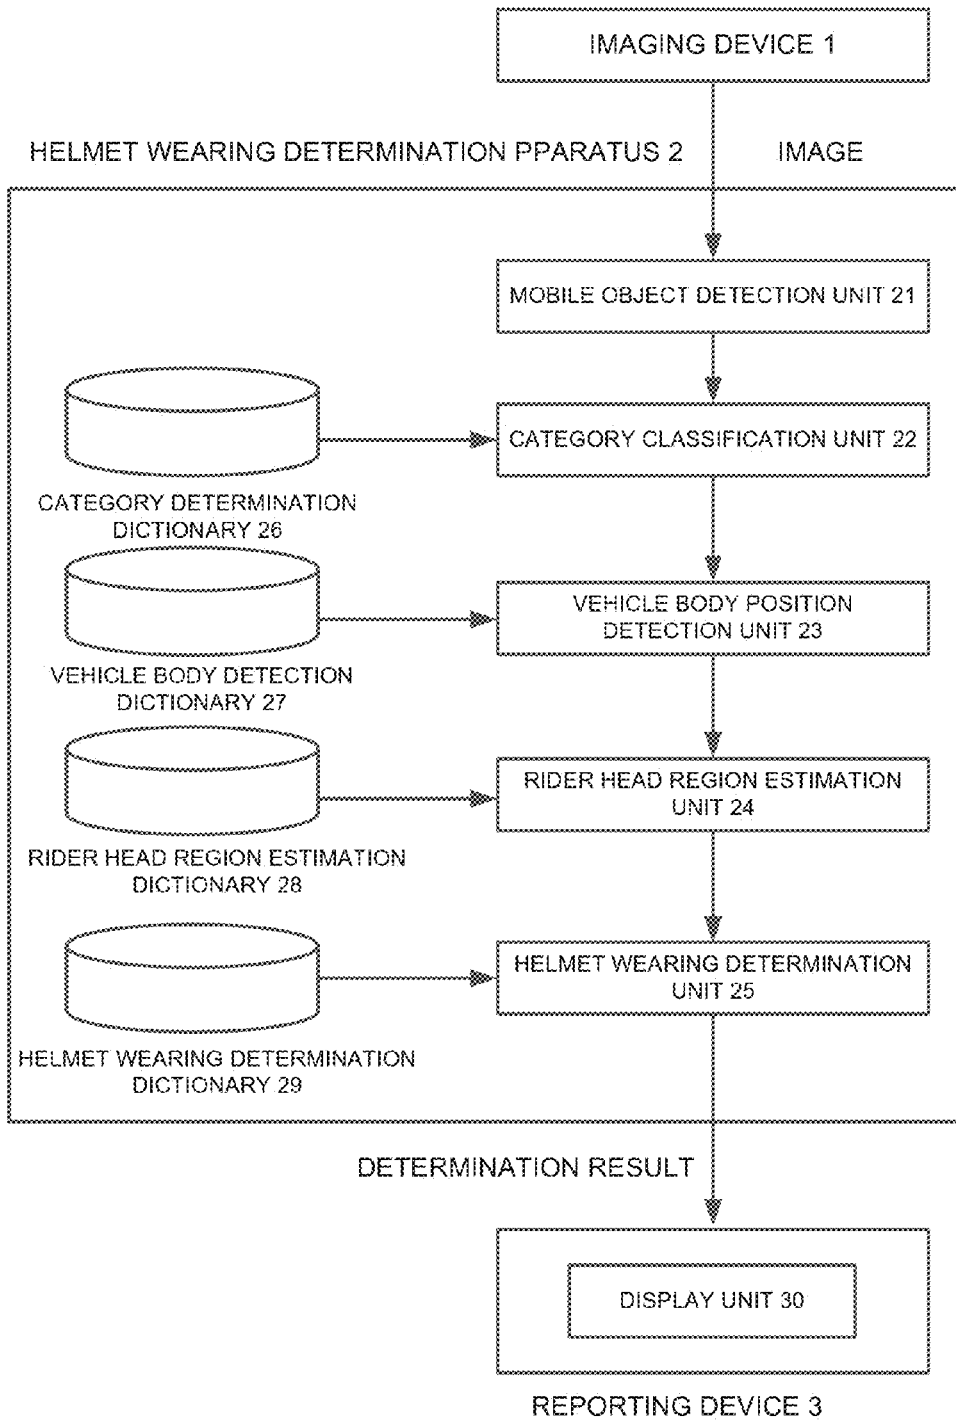 IMAGING DEVICE 1
HELMET WEARING DETERMINATION PPARATUS 2
IMAGE
MOBILE OBJECT DETECTION UNIT 21
CATEGORY CLASSIFICATION UNIT 22
CATEGORY DETERMINATION
DICTIONARY 26
VEHICLE BODY POSITION
DETECTION UNIT 23
VEHICLE BODY DETECTION
DICTIONARY 27
RIDER HEAD REGION ESTIMATION
UNIT 24
RIDER HEAD REGION ESTIMATION
DICTIONARY 28
HELMET WEARING DETERMINATION
UNIT 25
HELMET WEARING DETERMINATION
DICTIONARY 29
DETERMINATION RESULT
DISPLAY UNIT 30
REPORTING DEVICE 3